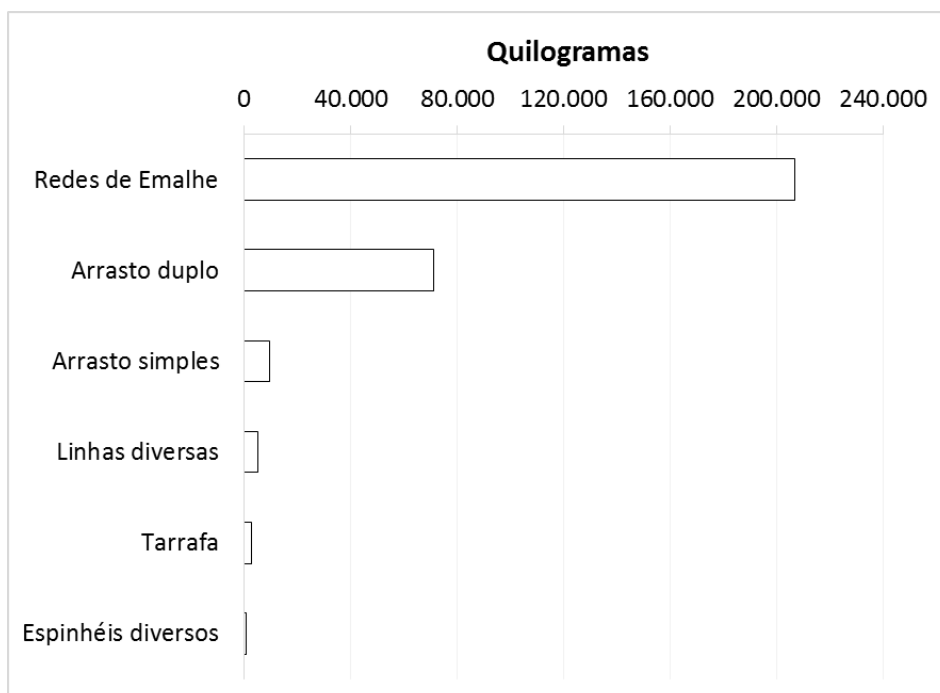 Quilogramas
0 40.000 80.000 120.000 160.000 200.000 240.000
Redes de Emalhe
Arrasto duplo
Arrasto simples
Linhas diversas
Tarrafa
Espinhéis diversos